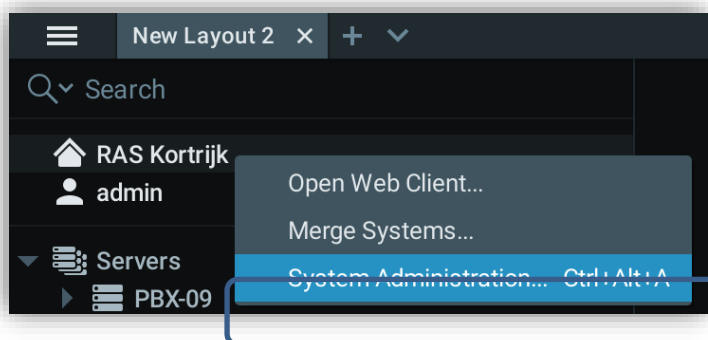 New Layout 2
Search
RAS Kortrijk
admin
Open Web Client...
Merge Systems...
System Administration... Ctrl+Alt+A
Servers
PBX-09